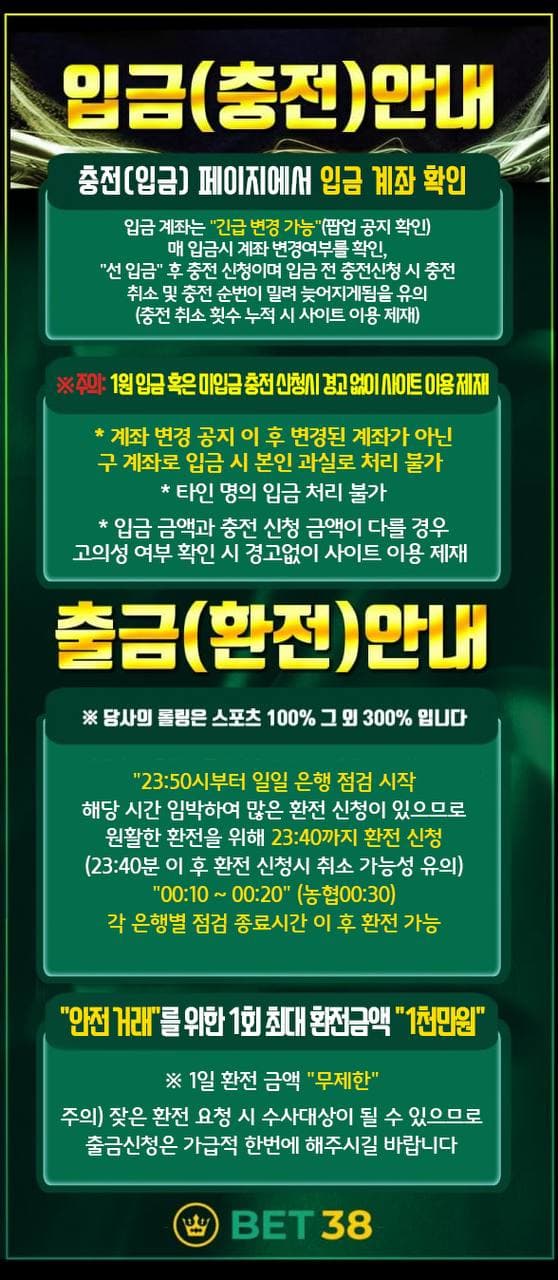 입금(충전)안내
충전(입금) 페이지에서 입금 계좌 확인
입금 계좌는 "긴급 변경 가능"(팝업 공지 확인)
매 입금시 계좌 변경여부를 확인,
"선 입금" 후 충전 신청이며 입금 전 충전신청 시 충전
취소 및 충전 순번이 밀려 늦어지게됨을 유의
(충전 취소 횟수 누적 시 사이트 이용 제재)
※주의: 1원 입금 혹은 미입금 충전 신청시 경고 없이 사이트 이용 제재
* 계좌 변경 공지 이 후 변경된 계좌가 아닌
구 계좌로 입금 시 본인 과실로 처리 불가
* 타인 명의 입금 처리 불가
* 입금 금액과 충전 신청 금액이 다를 경우
고의성 여부 확인 시 경고없이 사이트 이용 제재
출금(환전)안내
※ 당사의 롤링은 스포츠 100% 그 외 300% 입니다
"23:50시부터 일일 은행 점검 시작
해당 시간 임박하여 많은 환전 신청이 있으므로
원활한 환전을 위해 23:40까지 환전 신청
(23:40분 이 후 환전 신청시 취소 가능성 유의)
"00:10 ~ 00:20" (농협00:30)
각 은행별 점검 종료시간 이 후 환전 가능
"안전 거래"를 위한 1회 최대 환전금액 "1천만원"
※ 1일 환전 금액 "무제한"
주의) 잦은 환전 요청 시 수사대상이 될 수 있으므로
출금신청은 가급적 한번에 해주시길 바랍니다
BET38